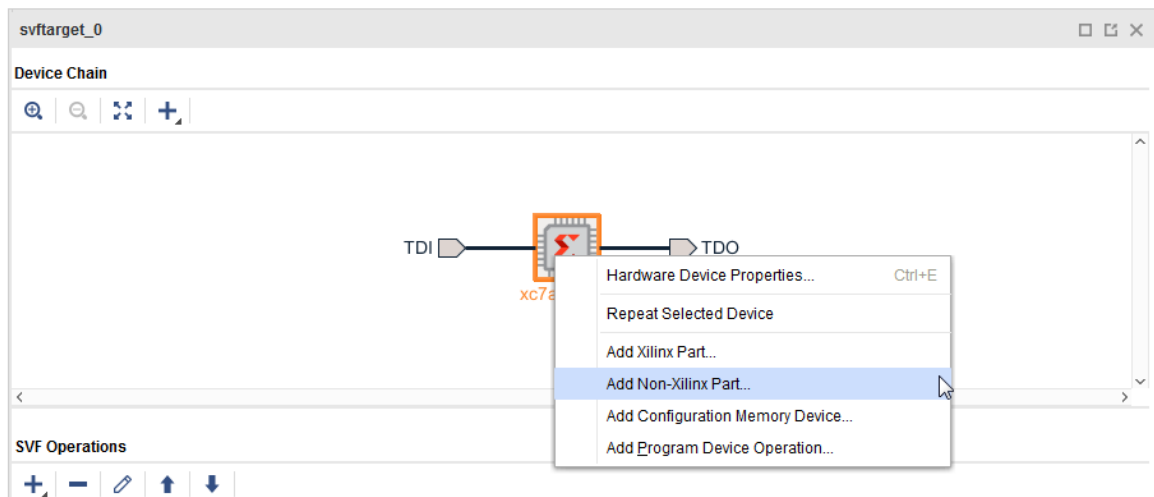 svftarget_0
Device Chain
TDI
TDO
xc7a
Hardware Device Properties... Ctrl+E
Repeat Selected Device
Add Xilinx Part...
Add Non-Xilinx Part...
Add Configuration Memory Device...
Add Program Device Operation...
SVF Operations